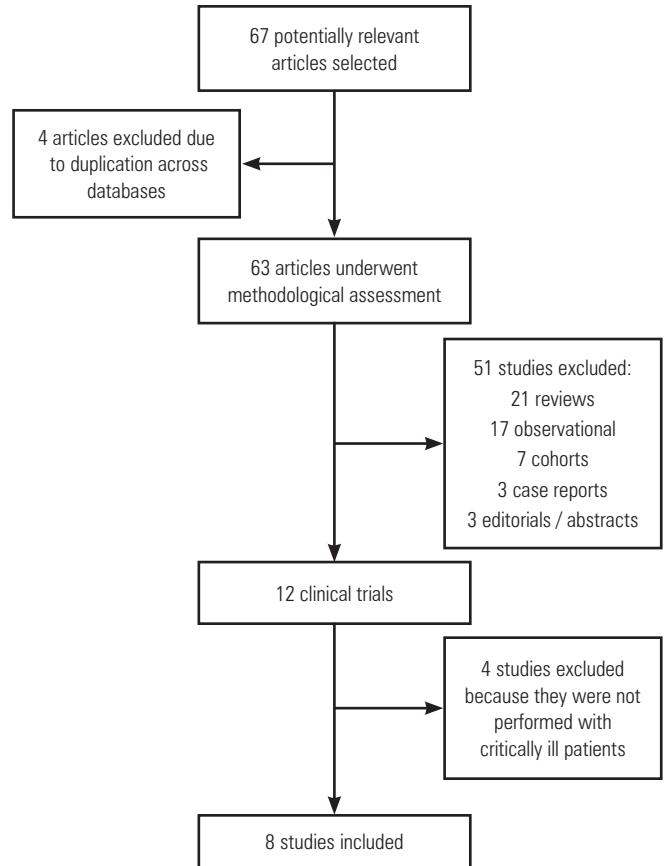 67 potentially relevant
articles selected
4 articles excluded due
to duplication across
databases
63 articles underwent
methodological assessment
51 studies excluded:
21 reviews
17 observational
7 cohorts
3 case reports
3 editorials / abstracts
12 clinical trials
4 studies excluded
because they were not
performed with
critically ill patients
8 studies included